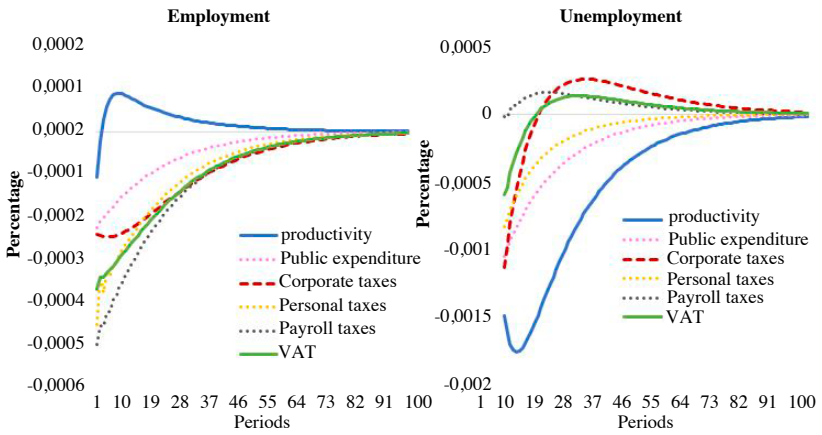 Employment
Percentage
0,0002
0,0001
0,0002
-0,0001
-0,0002
-0,0003
-0,0004
-0,0005
-0,0006
productivity
Public expenditure
Corporate taxes
Personal taxes
Payroll taxes
VAT
1 10 19 28 37 46 55 64 73 82 91 100
Periods
Unemployment
Percentage
0,0005
0
-0,0005
-0,001
-0,0015
-0,002
productivity
Public expenditure
Corporate taxes
Personal taxes
Payroll taxes
VAT
1 10 19 28 37 46 55 64 73 82 91 100
Periods